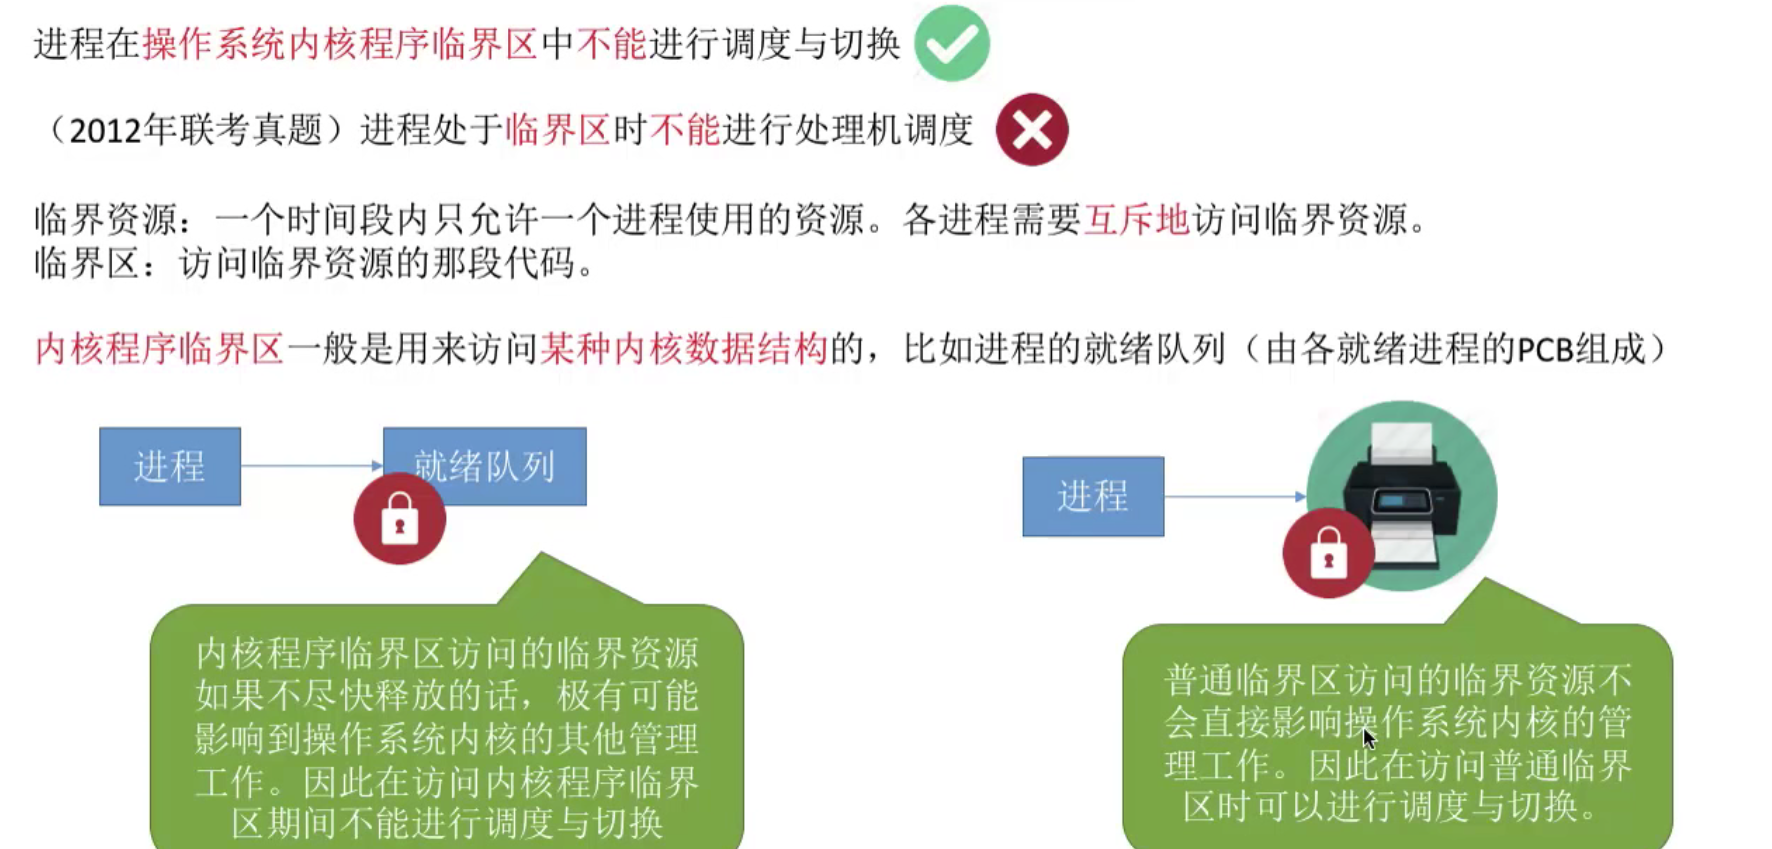 进程在操作系统内核程序临界区中不能进行调度与切换
（2012年联考真题）进程处于临界区时不能进行处理机调度
临界资源：一个时间段内只允许一个进程使用的资源。各进程需要互斥地访问临界资源。
临界区：访问临界资源的那段代码。
内核程序临界区一般是用来访问某种内核数据结构的，比如进程的就绪队列（由各就绪进程的PCB组成）
进程
就绪队列
进程
内核程序临界区访问的临界资源
如果不尽快释放的话，极有可能
影响到操作系统内核的其他管理
工作。因此在访问内核程序临界
区期间不能进行调度与切换
普通临界区访问的临界资源不
会直接影响操作系统内核的管
理工作。因此在访问普通临界
区时可以进行调度与切换。